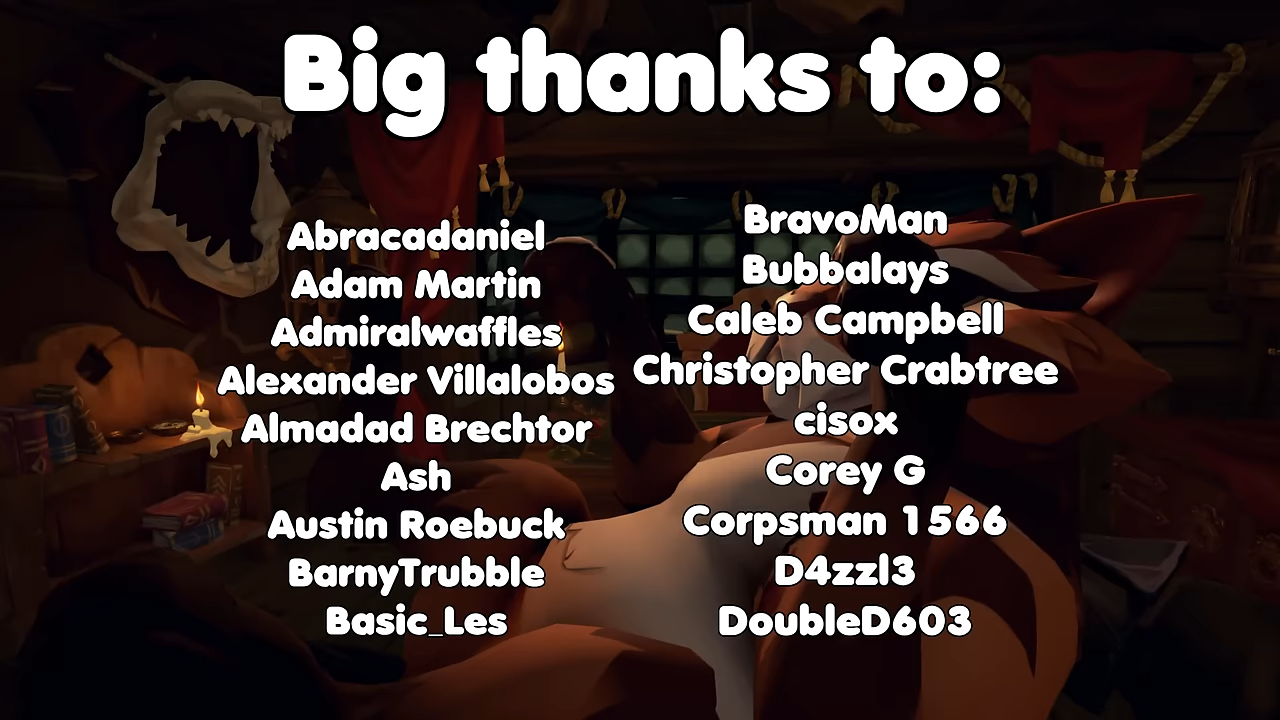 Big thanks to:
Abracadaniel
Adam Martin
Admiralwaffles
Alexander Villalobos
Almadad Brechtor
Ash
Austin Roebuck
BarnyTrubble
Basic_Les
BravoMan
Bubbalays
Caleb Campbell
Christopher Crabtree
cisox
Corey G
Corpsman 1566
D4zzl3
DoubleD603